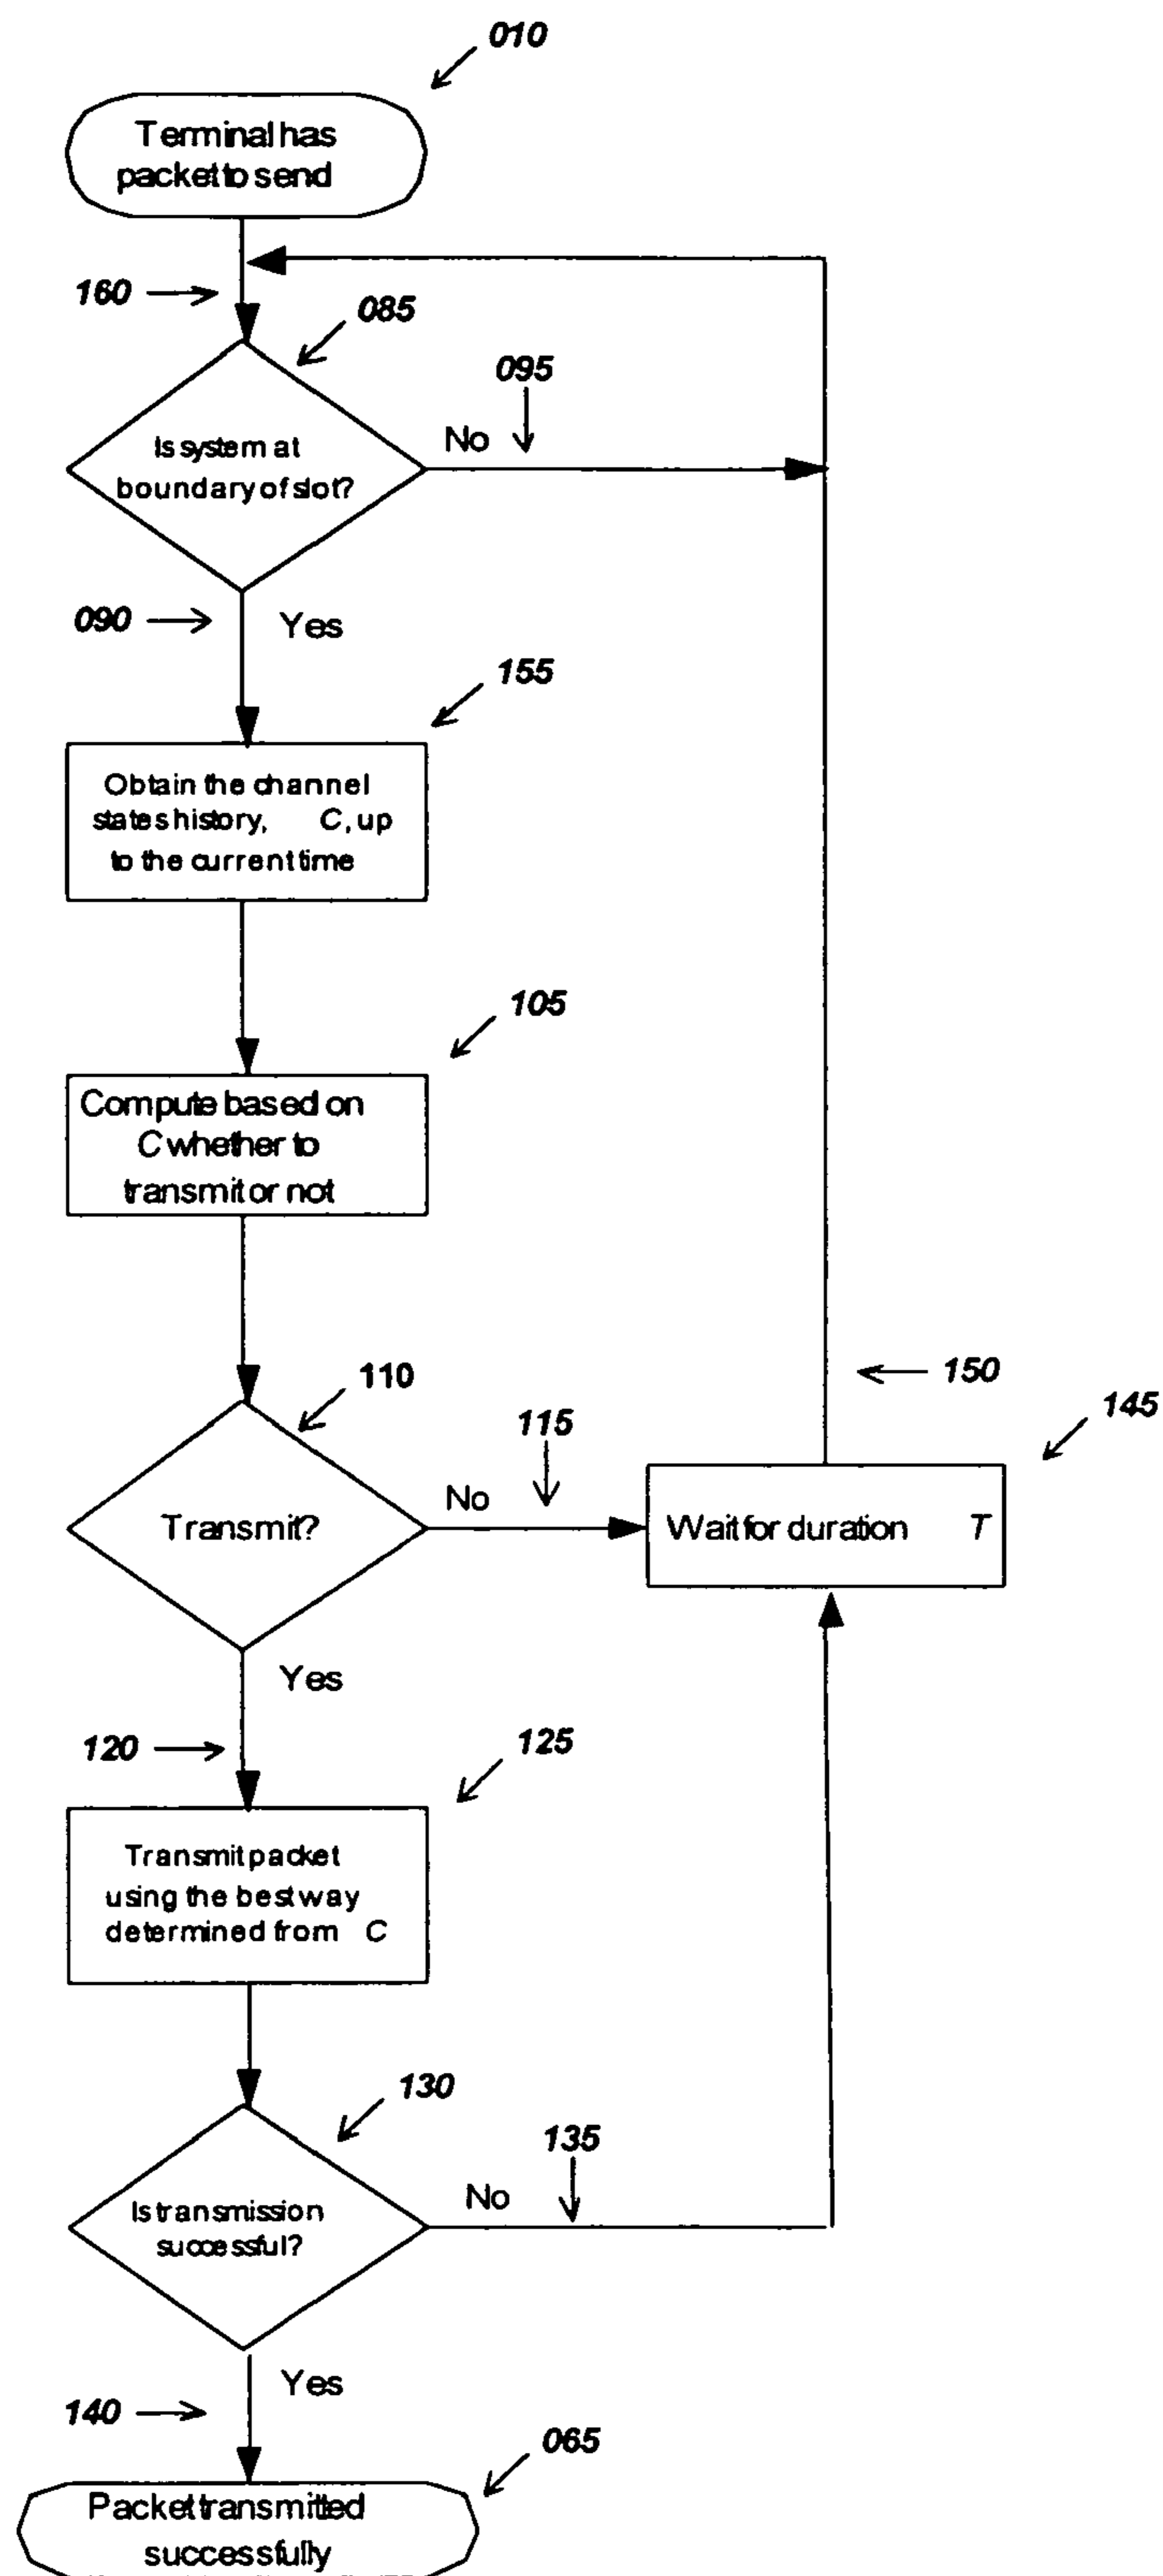 010
Terminal has
packet to send
160
085
095
Is system at
boundary of slot?
No
090
Yes
155
Obtain the channel
states history, C, up
to the current time
105
Compute based on
C whether to
transmit or not
110
115
150
145
Transmit?
No
Wait for duration T
Yes
120
125
Transmit packet
using the best way
determined from C
130
135
Is transmission
successful?
No
Yes
140
065
Packet transmitted
successfully